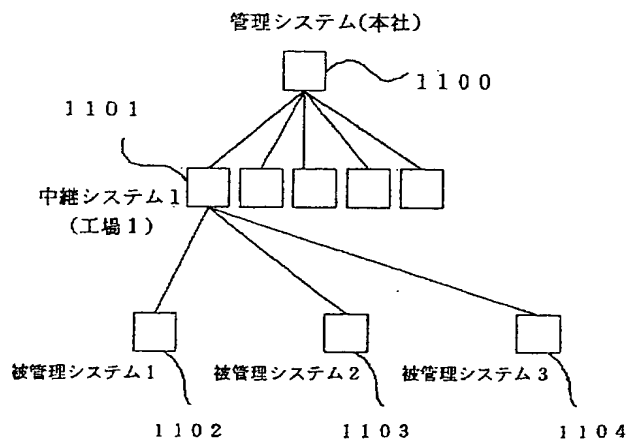 管理システム(本社)
1100
1101
中継システム1
(工場1)
被管理システム1
被管理システム2
被管理システム3
1102
1103
1104